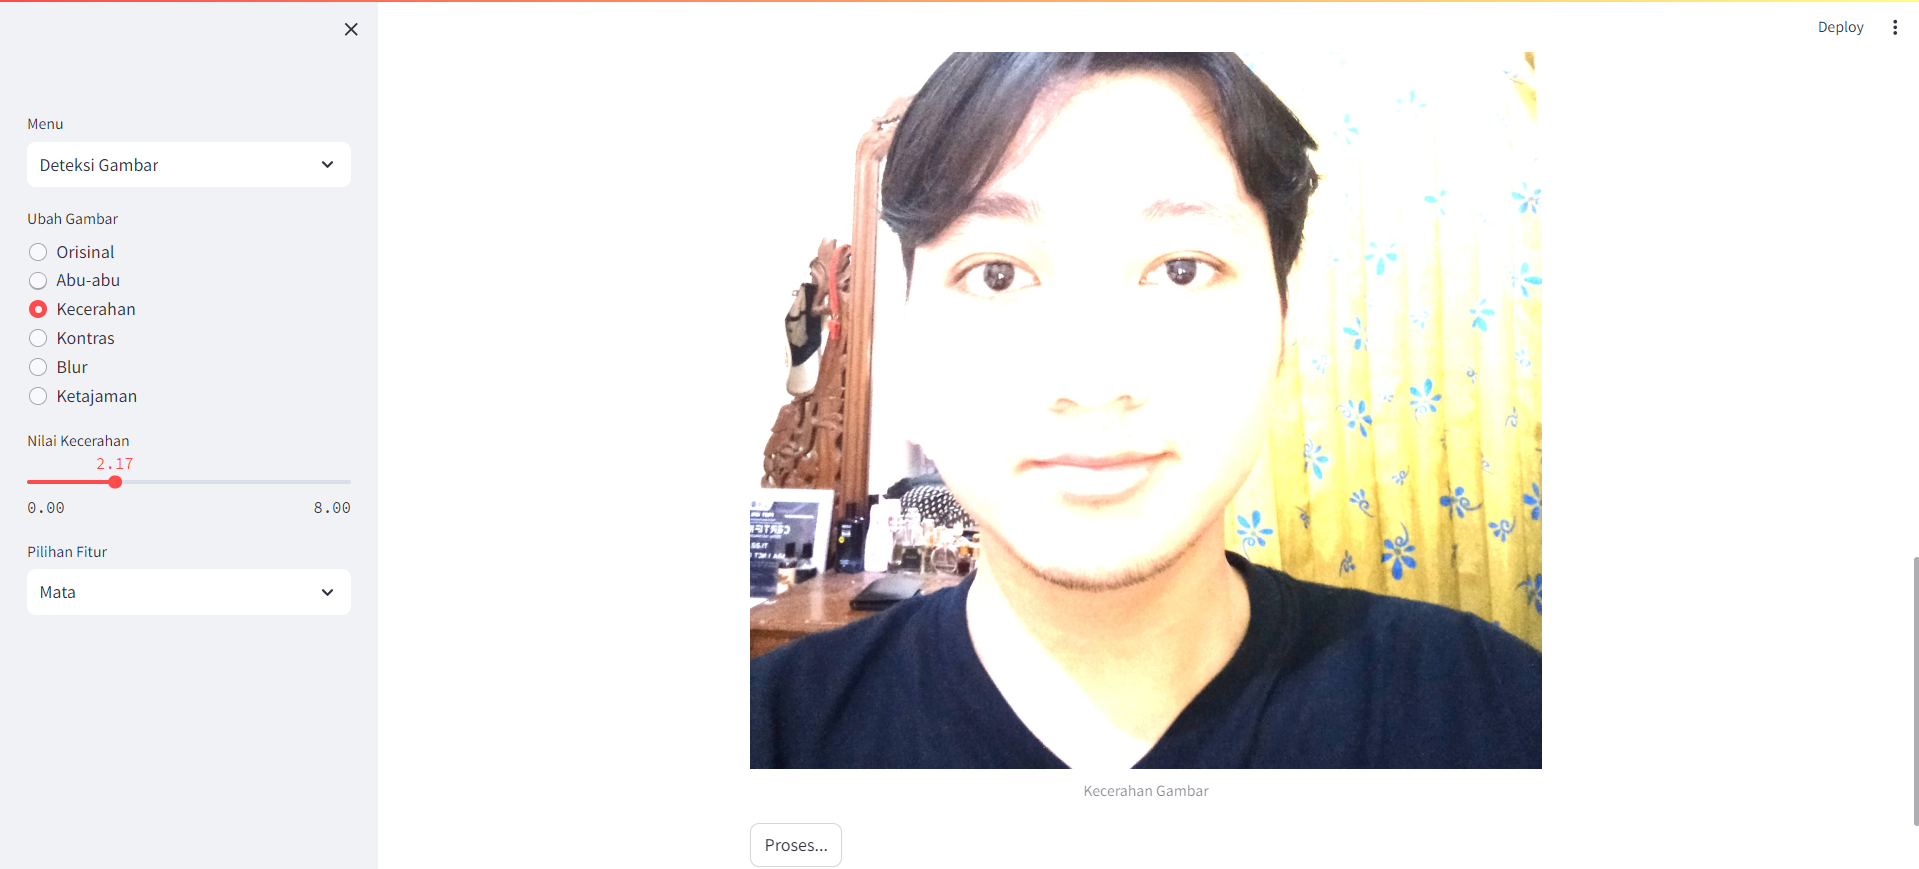 Deploy
Menu
Deteksi Gambar
Ubah Gambar
Orisinal
Abu-abu
Kecerahan
Kontras
Blur
Ketajaman
Nilai Kecerahan
2.17
0.00
8.00
Pilihan Fitur
Mata
Kecerahan Gambar
Proses...